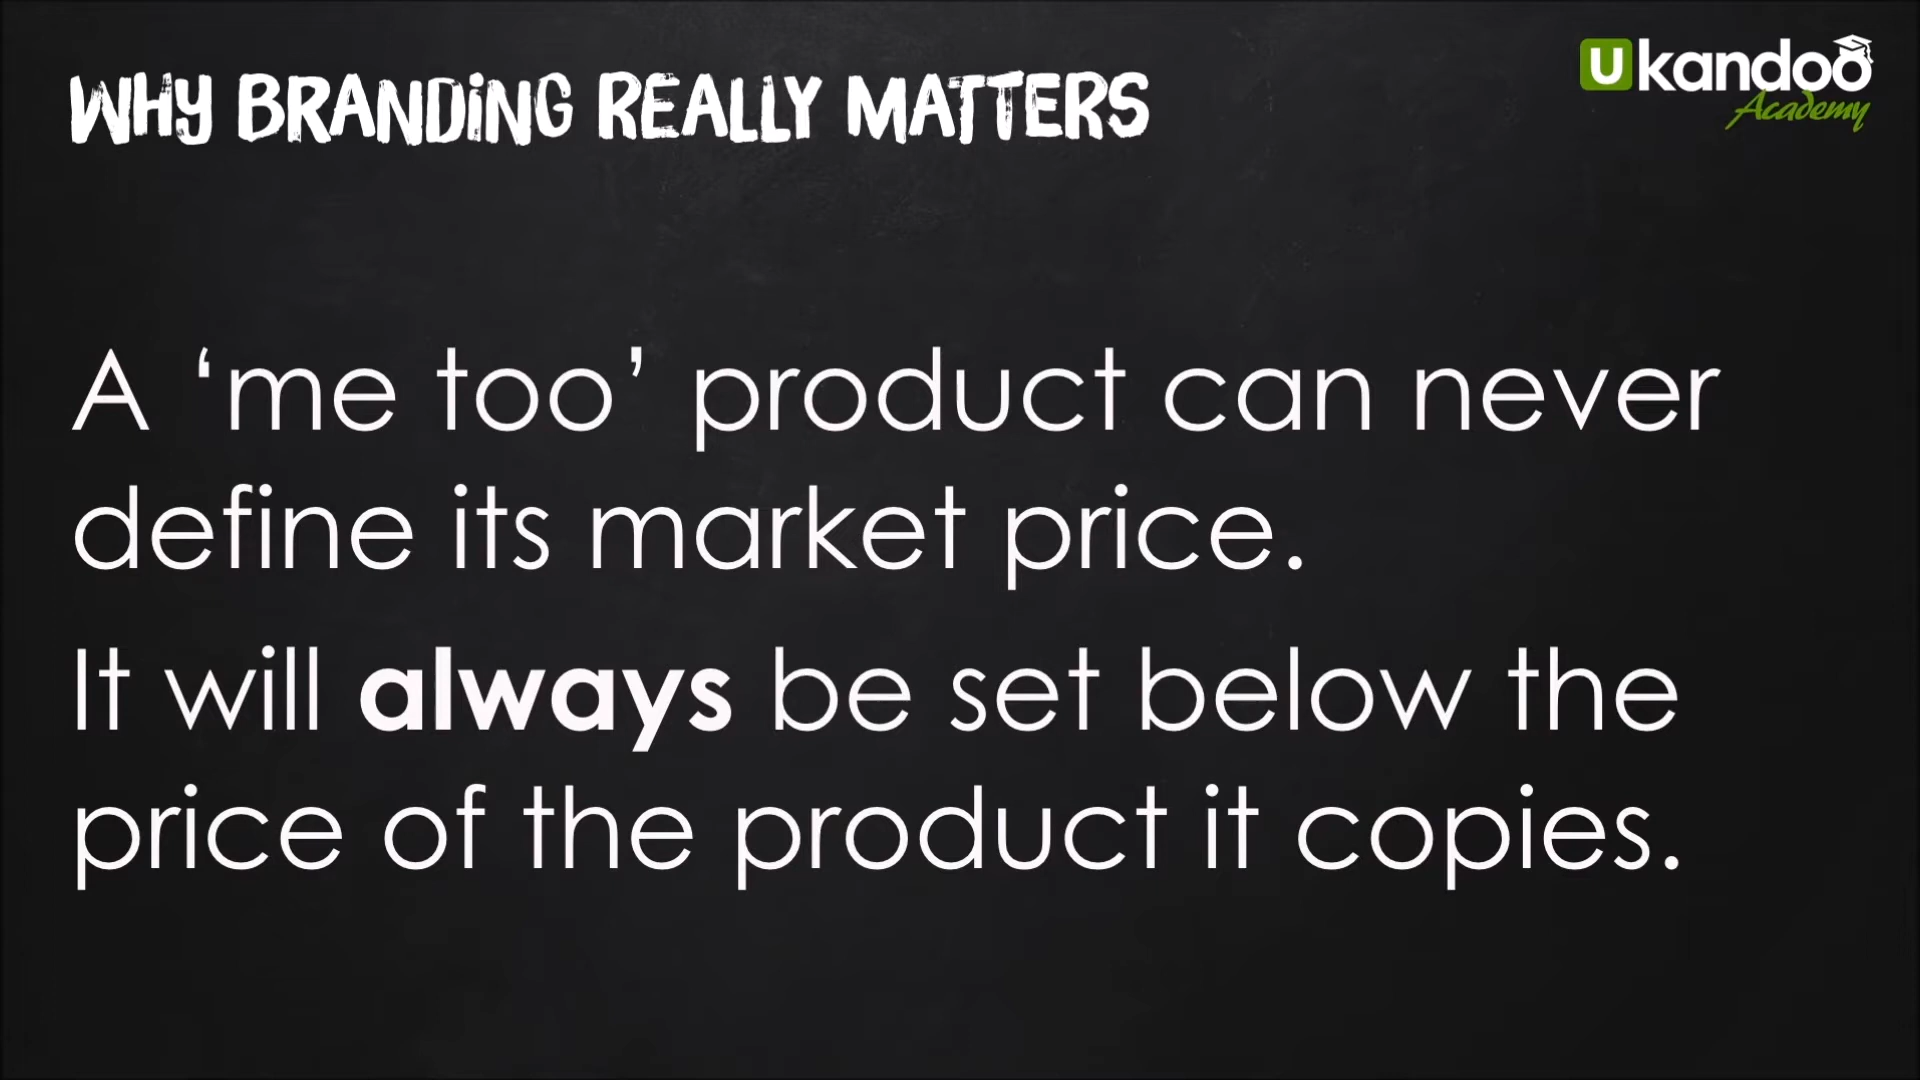 WHY BRANDING REALLY MATTERS
Ukandoo
Academy
A ‘me too’ product can never
define its market price.
It will always be set below the
price of the product it copies.